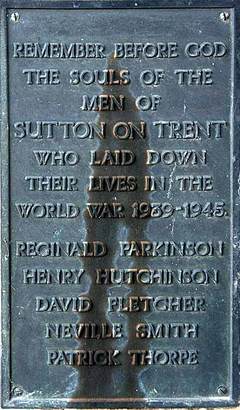 REMEMBER BEFORE GOD
THE SOULS OF THE
MEN OF
SUTTON ON TRENT
WHO LAID DOWN
THEIR LIVES IN THE
WORLD WAR 1939-1945.
REGINALD PARKINSON
HENRY HUTCHINSON
DAVID FLETCHER
NEVILLE SMITH
PATRICK THORPE